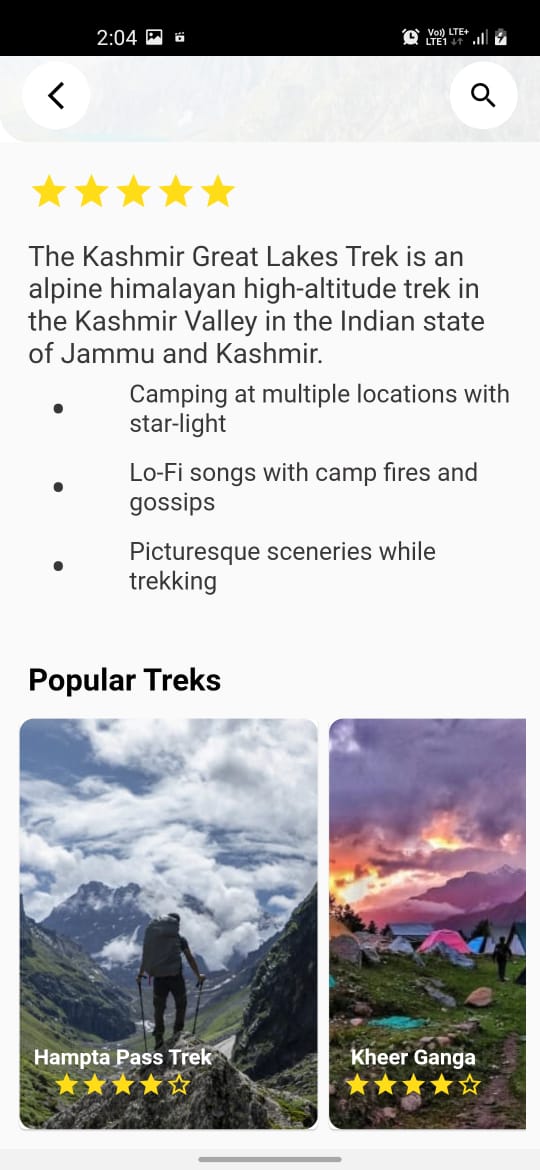 2:04
Vo)) LTE+
LTE1 ↓↑
The Kashmir Great Lakes Trek is an
alpine himalayan high-altitude trek in
the Kashmir Valley in the Indian state
of Jammu and Kashmir.
• Camping at multiple locations with
star-light
• Lo-Fi songs with camp fires and
gossips
• Picturesque sceneries while
trekking
Popular Treks
Hampta Pass Trek
Kheer Ganga